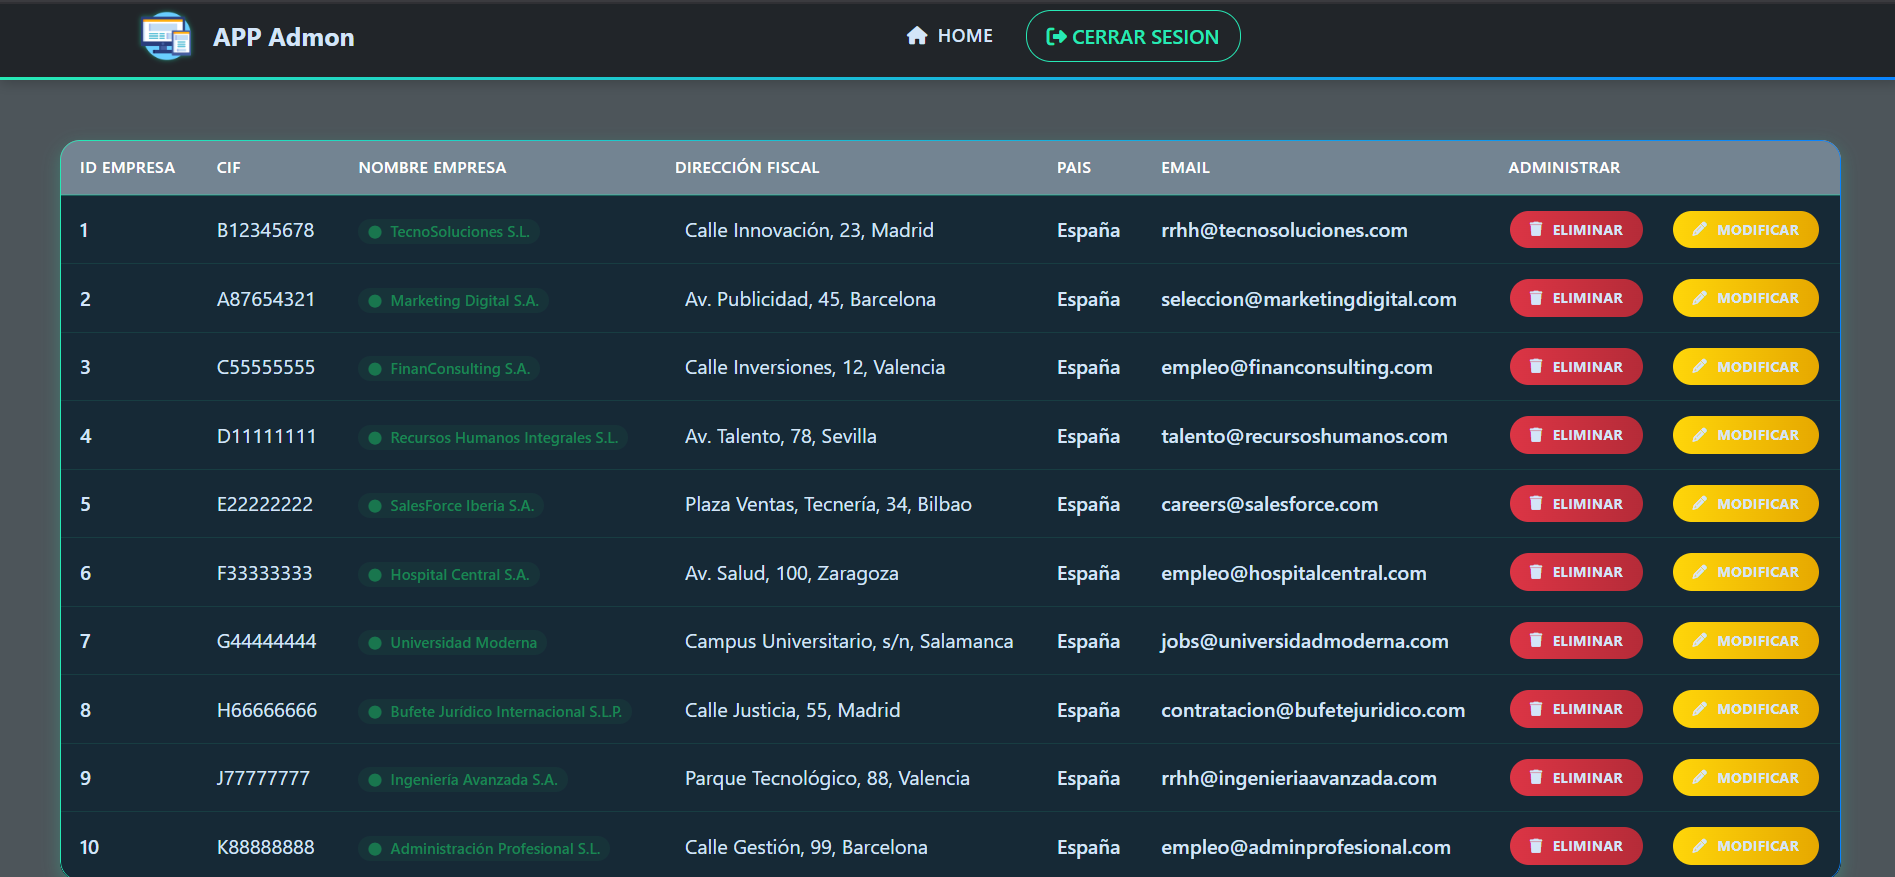 APP Admon HOME CERRAR SESION
ID EMPRESA CIF NOMBRE EMPRESA DIRECCIÓN FISCAL PAIS EMAIL ADMINISTRAR
1 B12345678 TecnoSoluciones S.L. Calle Innovación, 23, Madrid España rrhh@tecnosoluciones.com ELIMINAR MODIFICAR
2 A87654321 Marketing Digital S.A. Av. Publicidad, 45, Barcelona España seleccion@marketingdigital.com ELIMINAR MODIFICAR
3 C55555555 FinanConsulting S.A. Calle Inversiones, 12, Valencia España empleo@financonsulting.com ELIMINAR MODIFICAR
4 D11111111 Recursos Humanos Integrales S.L. Av. Talento, 78, Sevilla España talento@recursoshumanos.com ELIMINAR MODIFICAR
5 E22222222 SalesForce Iberia S.A. Plaza Ventas, Tecnería, 34, Bilbao España careers@salesforce.com ELIMINAR MODIFICAR
6 F33333333 Hospital Central S.A. Av. Salud, 100, Zaragoza España empleo@hospitalcentral.com ELIMINAR MODIFICAR
7 G44444444 Universidad Moderna Campus Universitario, s/n, Salamanca España jobs@universidadmoderna.com ELIMINAR MODIFICAR
8 H66666666 Bufete Jurídico Internacional S.L.P. Calle Justicia, 55, Madrid España contratacion@bufetejuridico.com ELIMINAR MODIFICAR
9 J77777777 Ingeniería Avanzada S.A. Parque Tecnológico, 88, Valencia España rrhh@ingenieriaavanzada.com ELIMINAR MODIFICAR
10 K88888888 Administración Profesional S.L. Calle Gestión, 99, Barcelona España empleo@adminprofesional.com ELIMINAR MODIFICAR